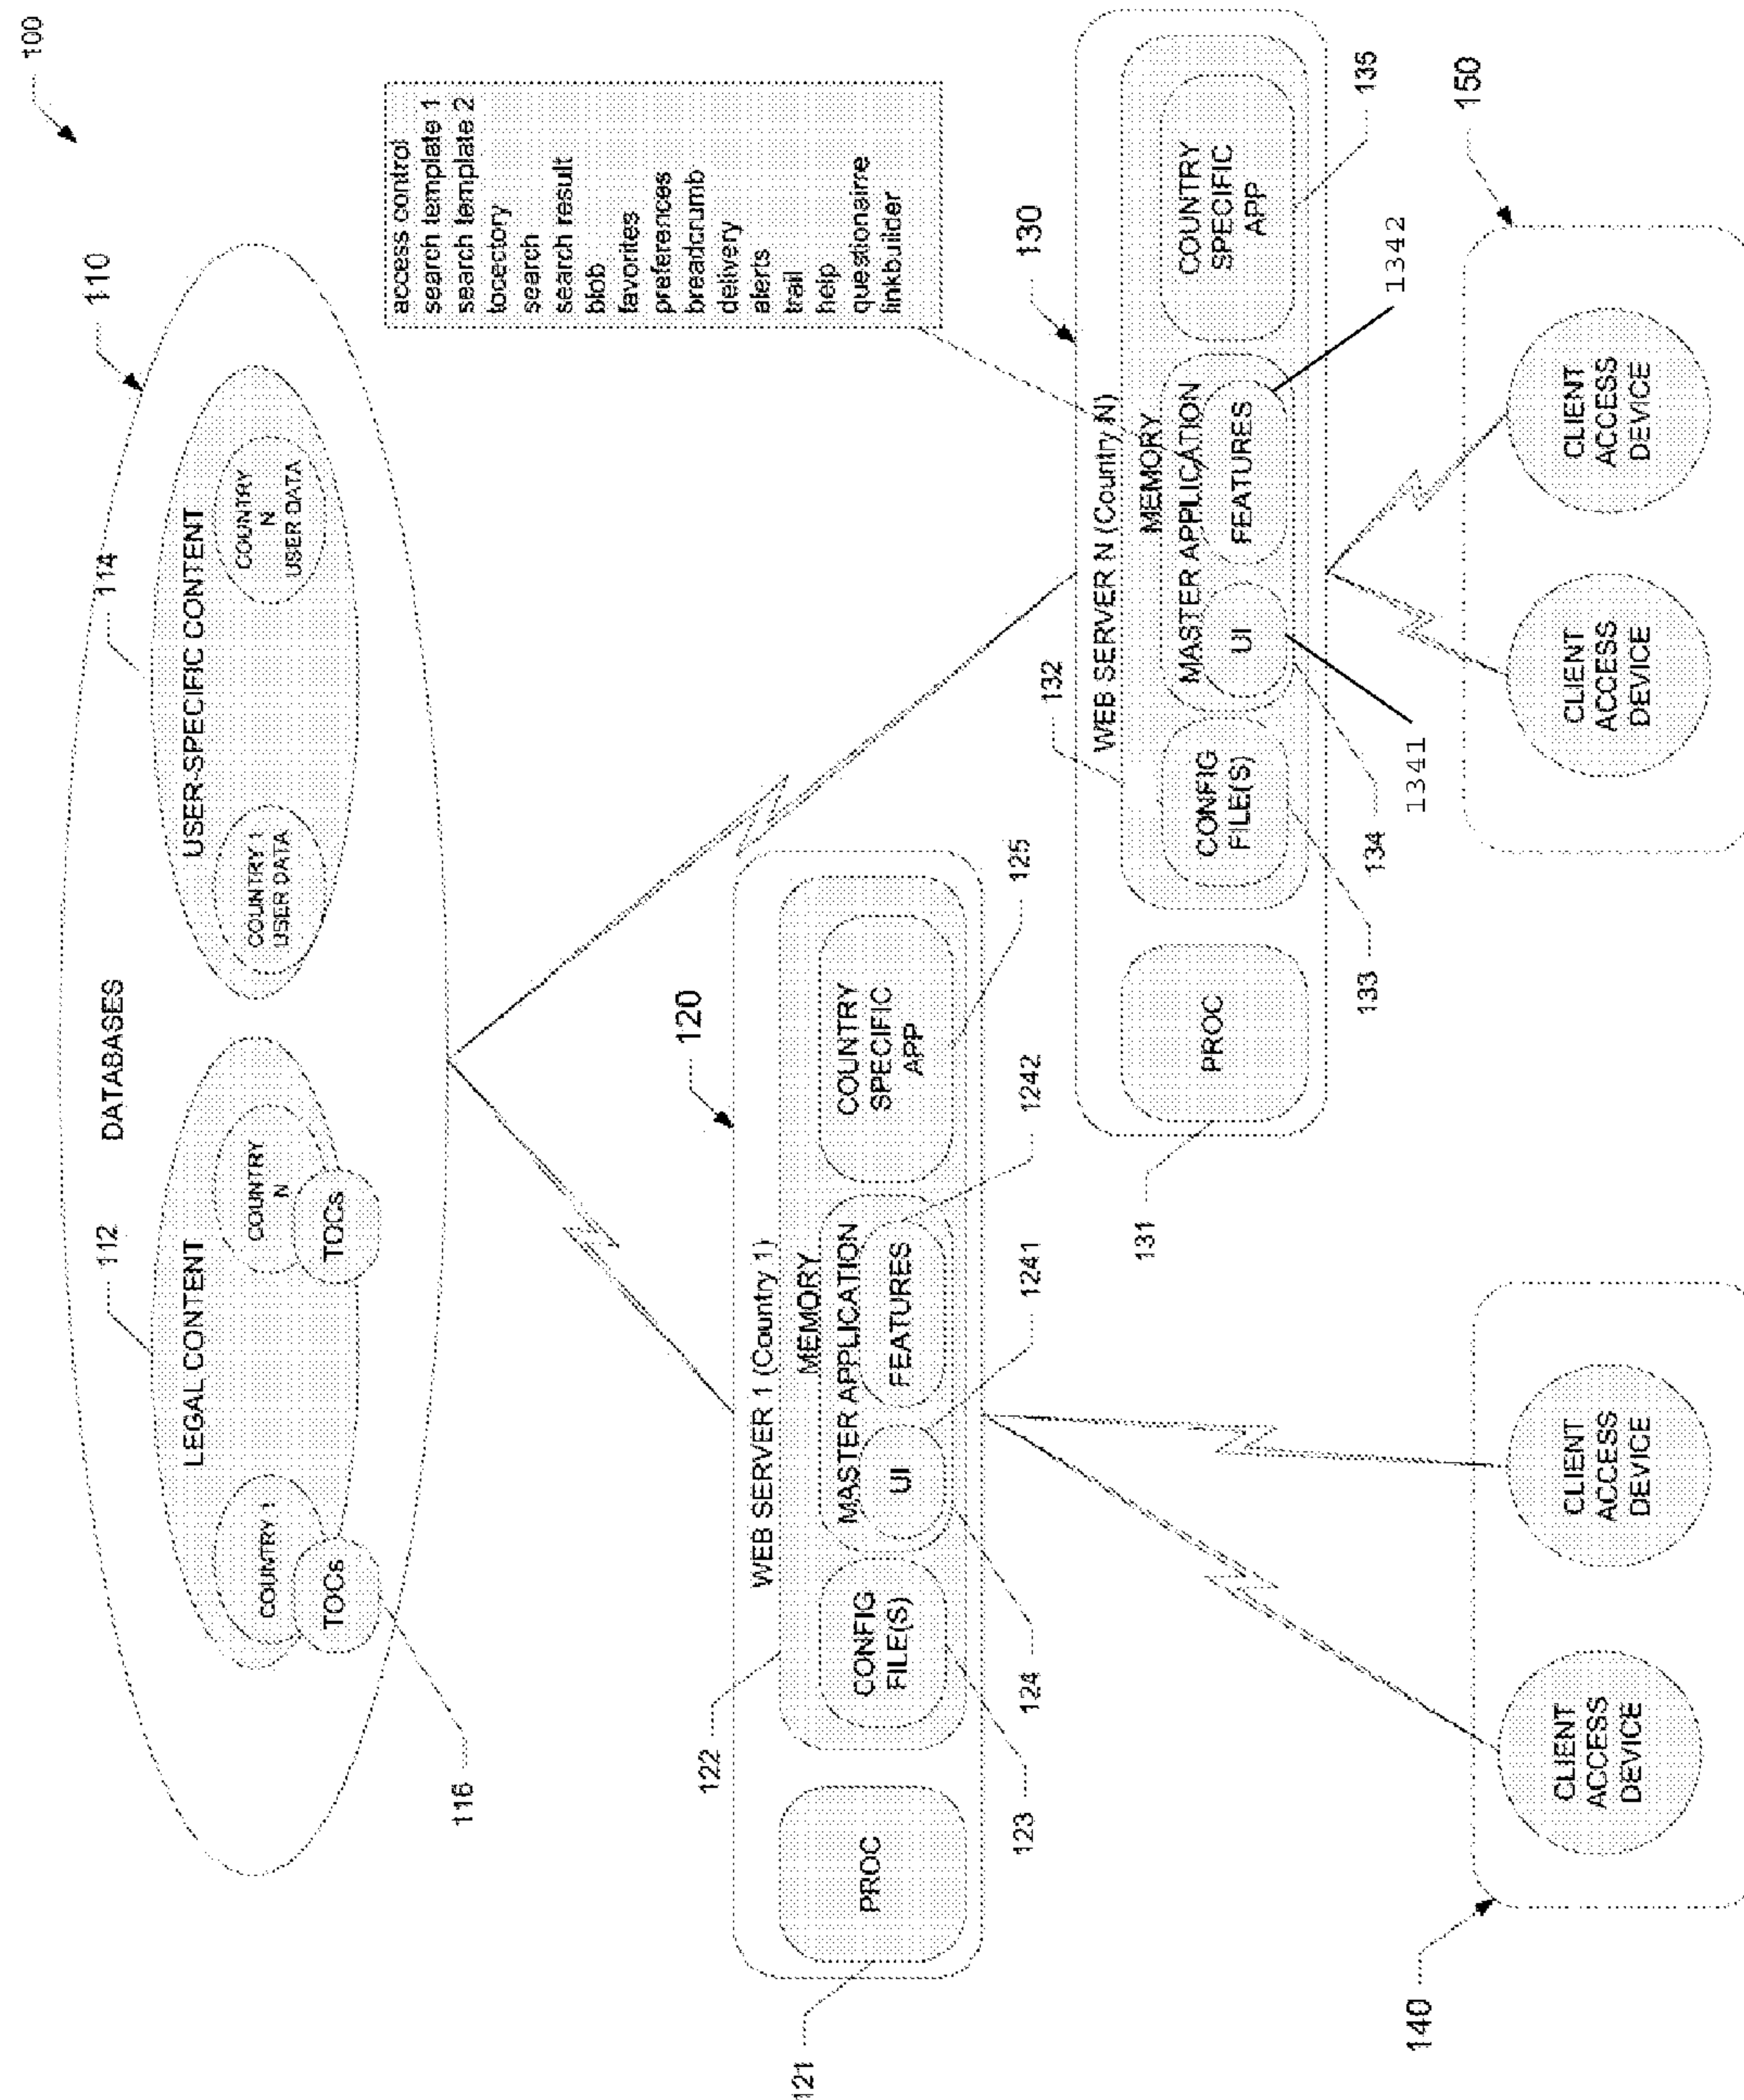 100
110
DATABASES
112
114
LEGAL CONTENT
USER-SPECIFIC CONTENT
COUNTRY 1
TOCs
COUNTRY
N
TOCs
COUNTRY 1
USER DATA
COUNTRY
N
USER DATA
116
access control
search template 1
search template 2
tocectory
search
search result
blob
favorites
preferences
breadcrumb
delivery
alerts
trail
help
questionairre
linkbuilder
120
WEB SERVER 1 (Country 1)
122
MEMORY
PROC
CONFIG
FILE(S)
MASTER APPLICATION
UI
FEATURES
COUNTRY
SPECIFIC
APP
121
123
124
1241
1242
125
130
WEB SERVER N (Country N)
132
MEMORY
PROC
CONFIG
FILE(S)
MASTER APPLICATION
UI
FEATURES
COUNTRY
SPECIFIC
APP
131
133
134
1341
1342
135
140
CLIENT
ACCESS
DEVICE
CLIENT
ACCESS
DEVICE
150
CLIENT
ACCESS
DEVICE
CLIENT
ACCESS
DEVICE